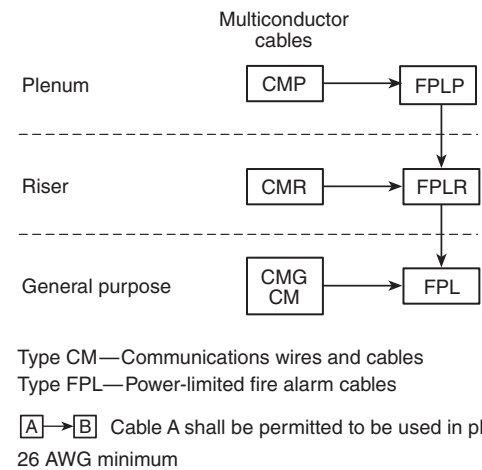 Multiconductor
cables
Plenum
CMP
FPLP
Riser
CMR
FPLR
General purpose
CMG
CM
FPL
Type CM—Communications wires and cables
Type FPL—Power-limited fire alarm cables
A B Cable A shall be permitted to be used in
26 AWG minimum